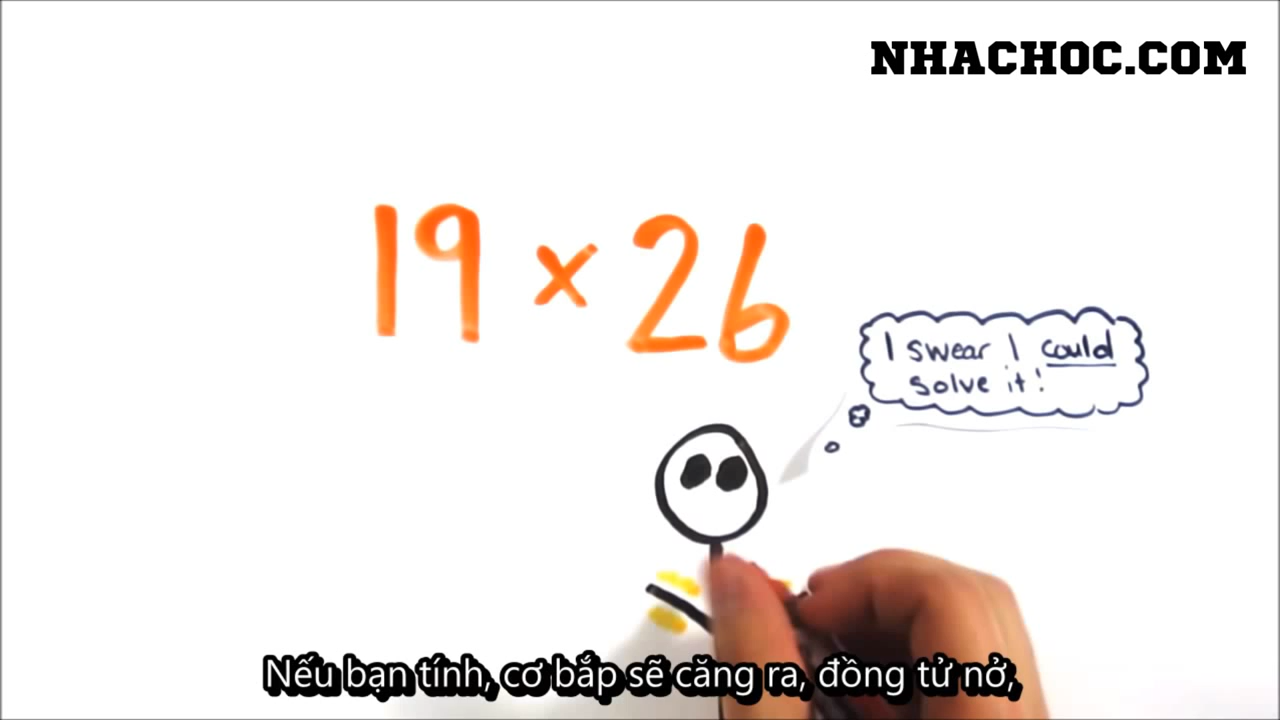 NHACHOC.COM
19 × 26
I swear I could
solve it!
Nếu bạn tính, cơ bắp sẽ căng ra, đồng tử nở,